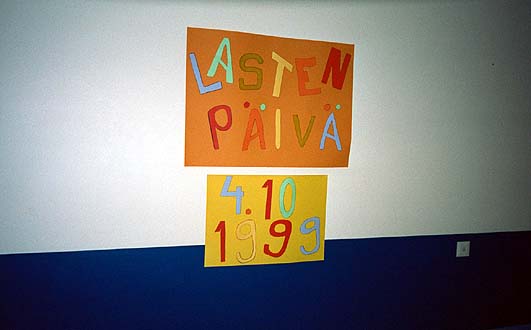 LASTEN
PÄIVÄ
4.10
1999